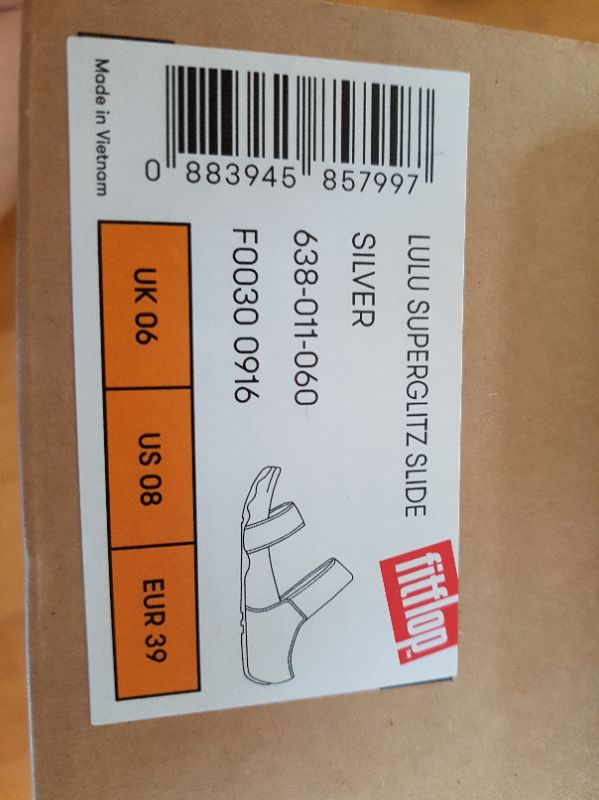 LULU SUPERGLITZ SLIDE
SILVER
638-011-060
F0030 0916
fitflop™
0 883945 857997
UK 06
US 08
EUR 39
Made in Vietnam